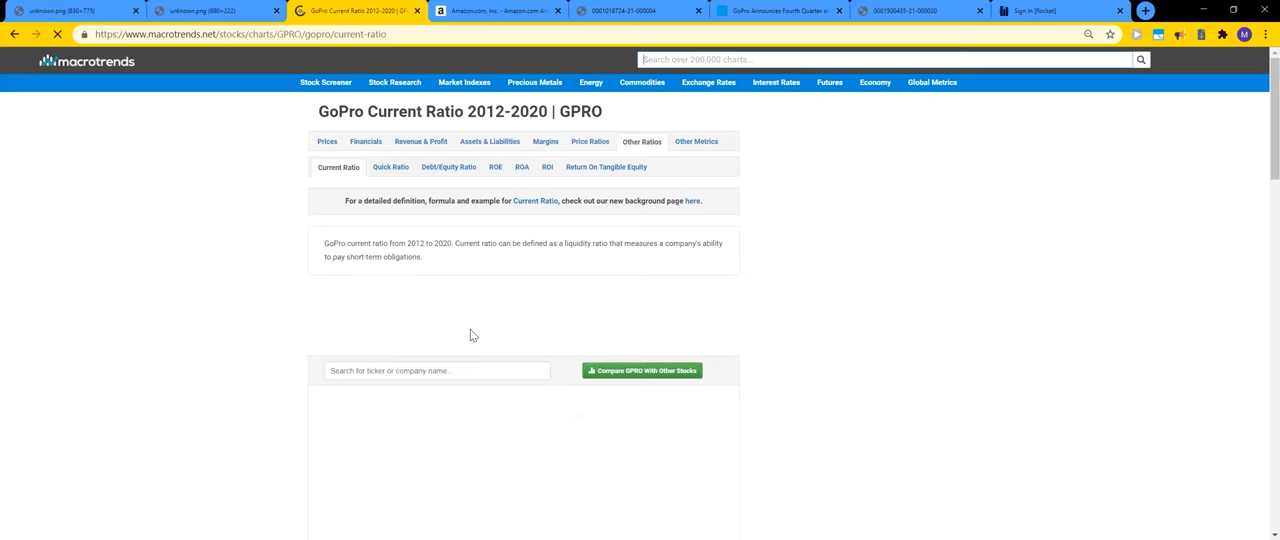 unknown.png (830×775)
unknown.png (690×222)
GoPro Current Ratio 2012-2020 | GP
Amazon.com, Inc. - Amazon.com An
0001018724-21-000004
GoPro Announces Fourth Quarter a
0001500435-21-000020
Sign In [Rocket]
https://www.macrotrends.net/stocks/charts/GPRO/gopro/current-ratio
M
macrotrends
Search over 200,000 charts...
Stock Screener Stock Research Market Indexes Precious Metals Energy Commodities Exchange Rates Interest Rates Futures Economy Global Metrics
GoPro Current Ratio 2012-2020 | GPRO
Prices Financials Revenue & Profit Assets & Liabilities Margins Price Ratios Other Ratios Other Metrics
Current Ratio Quick Ratio Debt/Equity Ratio ROE ROA ROI Return On Tangible Equity
For a detailed definition, formula and example for Current Ratio, check out our new background page here.
GoPro current ratio from 2012 to 2020. Current ratio can be defined as a liquidity ratio that measures a company's ability
to pay short-term obligations.
Search for ticker or company name...
Compare GPRO With Other Stocks